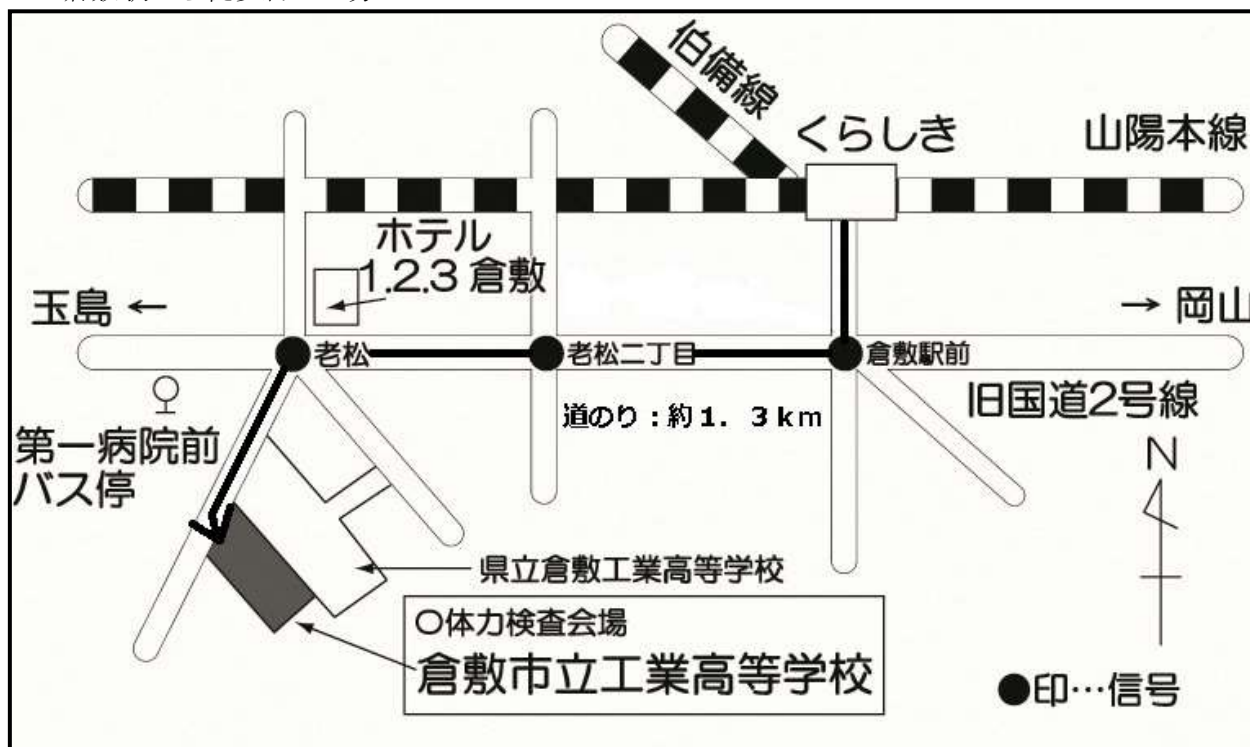 伯備線
くらしき
山陽本線
ホテル
1.2.3 倉敷
玉島 ←
→ 岡山
老松
老松二丁目
倉敷駅前
旧国道2号線
道のり：約1．3km
第一病院前
バス停
N
県立倉敷工業高等学校
○体力検査会場
倉敷市立工業高等学校
●印…信号